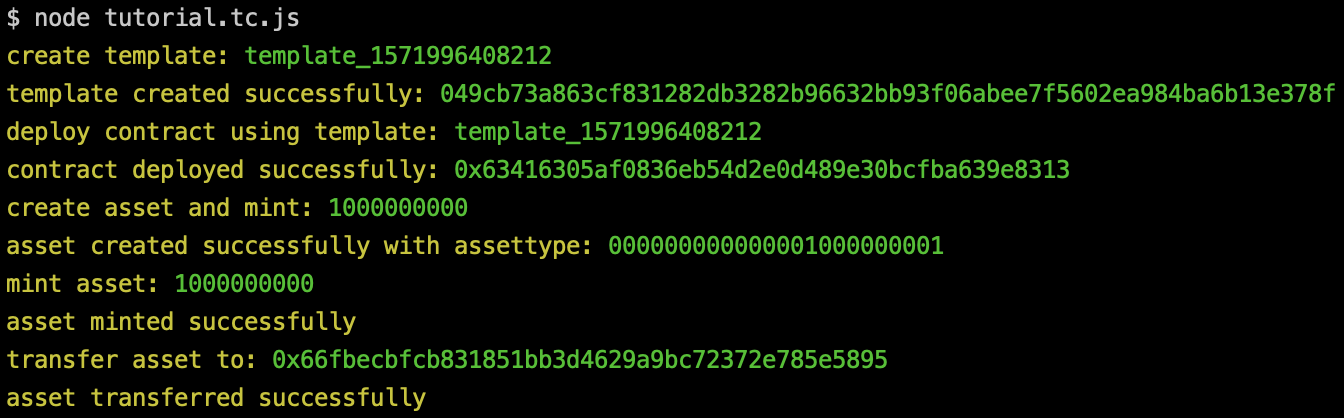 $ node tutorial.tc.js
create template: template_1571996408212
template created successfully: 049cb73a863cf831282db3282b96632bb93f06abee7f5602ea984ba6b13e378f
deploy contract using template: template_1571996408212
contract deployed successfully: 0x63416305af0836eb54d2e0d489e30bcfba639e8313
create asset and mint: 1000000000
asset created successfully with assettype: 000000000000001000000001
mint asset: 1000000000
asset minted successfully
transfer asset to: 0x66fbecbfcb831851bb3d4629a9bc72372e785e5895
asset transferred successfully